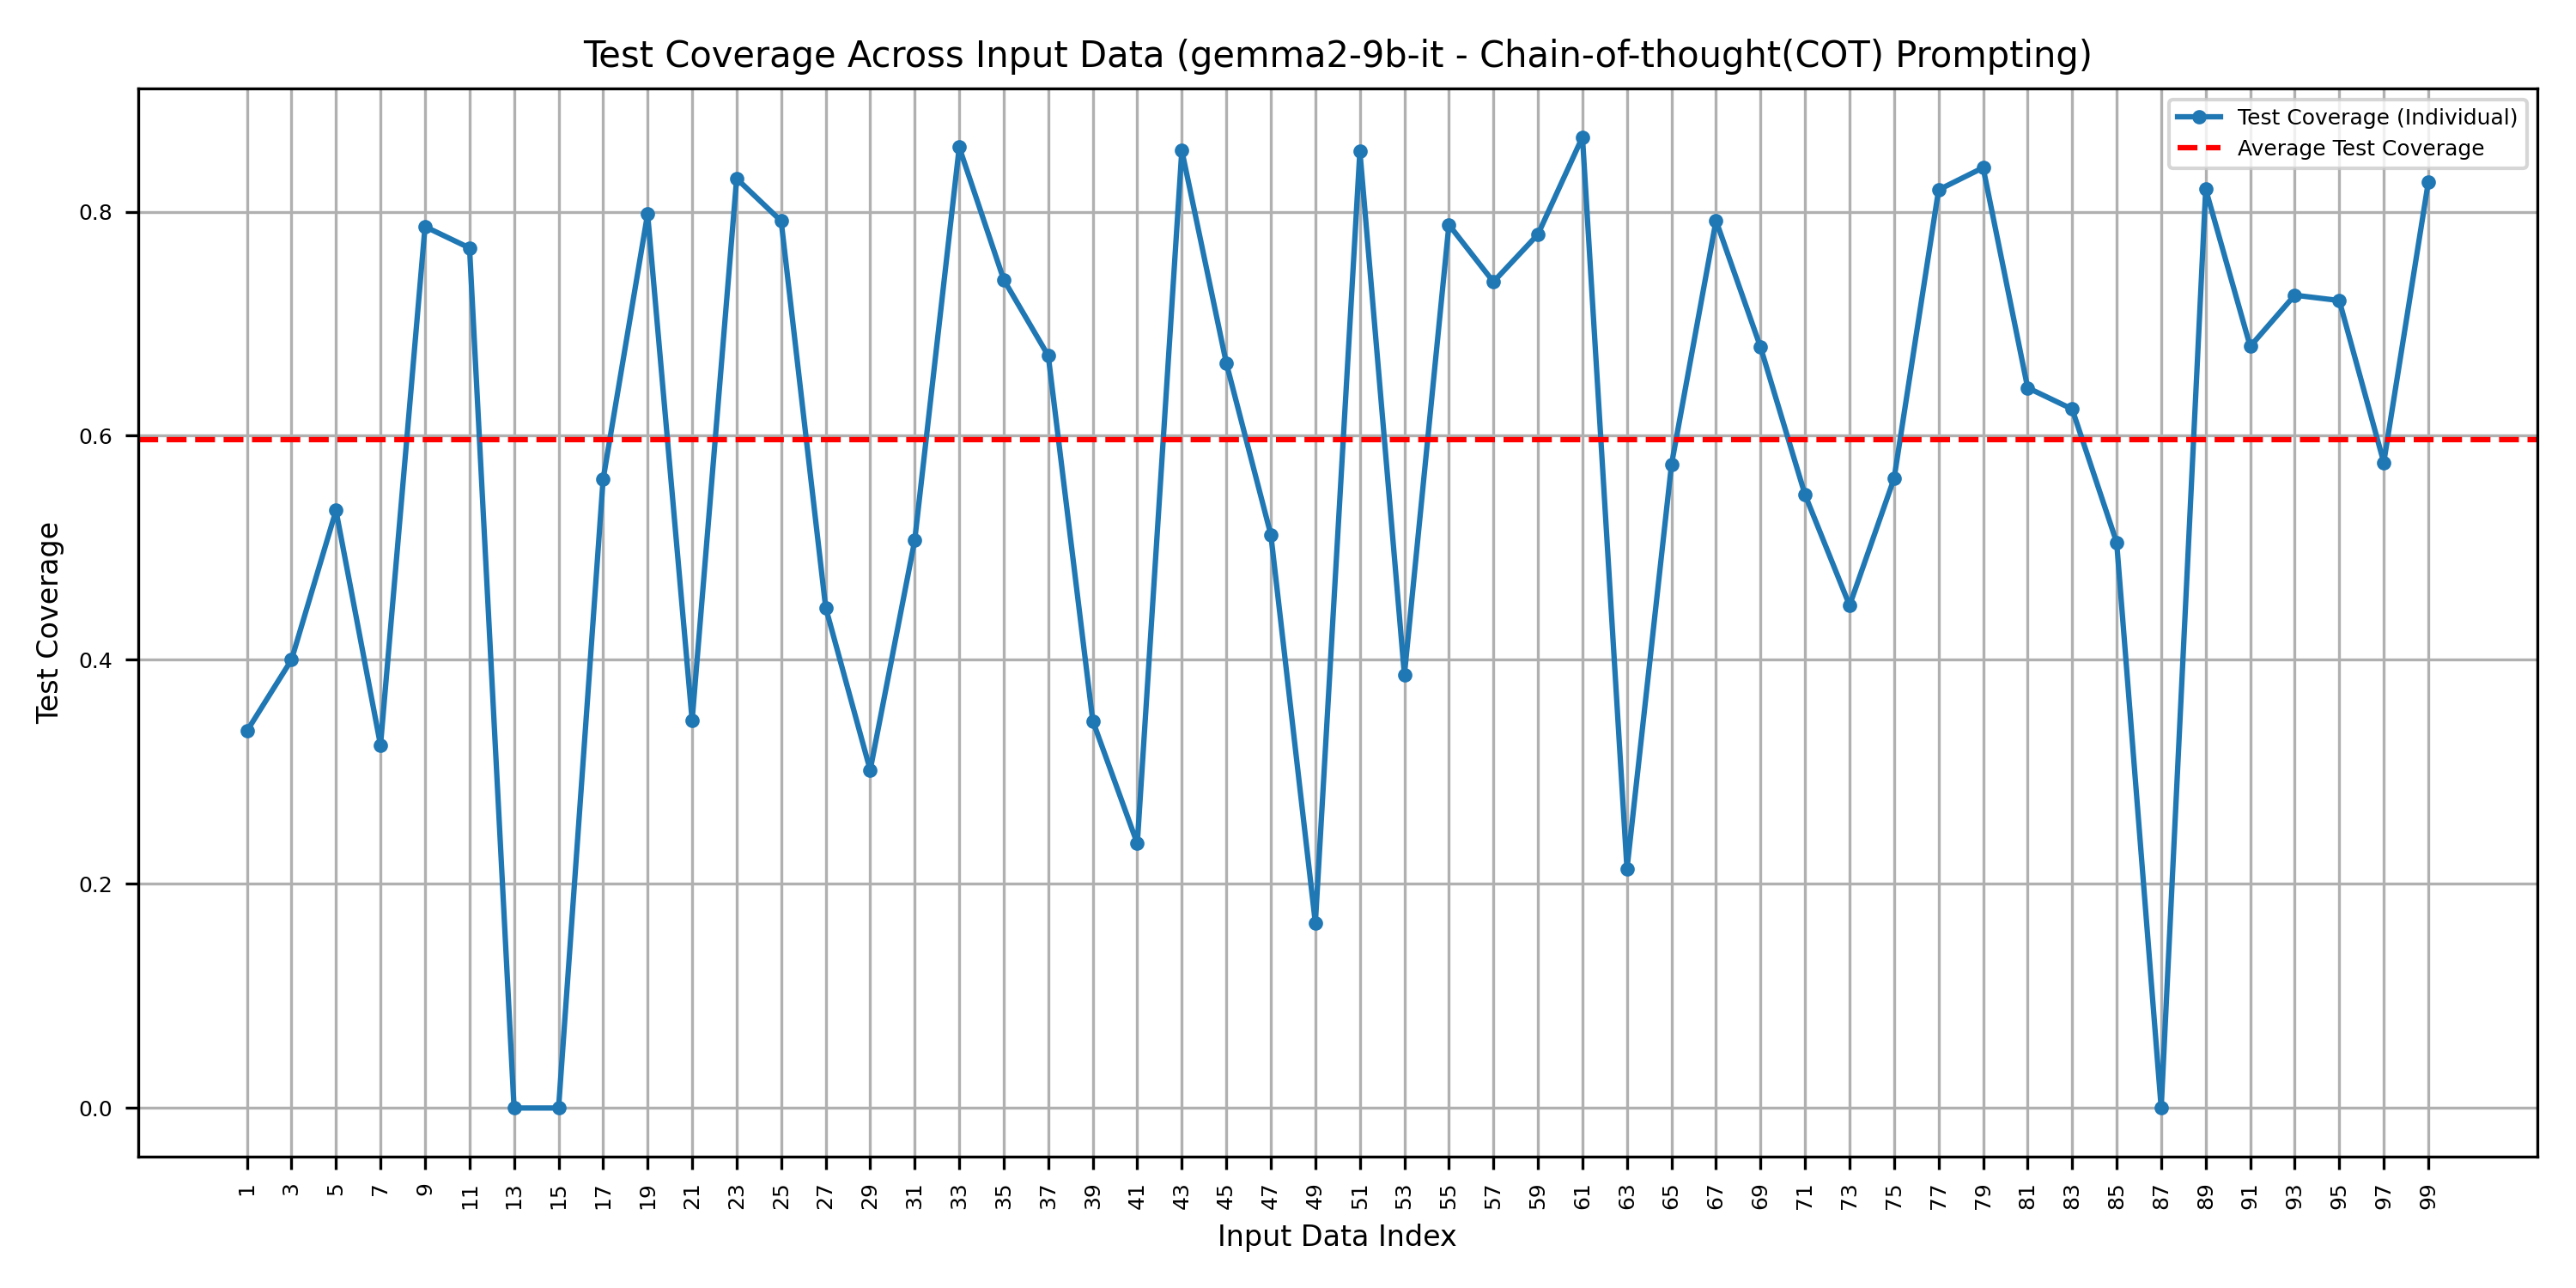 Test Coverage Across Input Data (gemma2-9b-it - Chain-of-thought(COT) Prompting)
Test Coverage (Individual)
Average Test Coverage
Test Coverage
0.8
0.6
0.4
0.2
0.0
1 3 5 7 9 11 13 15 17 19 21 23 25 27 29 31 33 35 37 39 41 43 45 47 49 51 53 55 57 59 61 63 65 67 69 71 73 75 77 79 81 83 85 87 89 91 93 95 97 99
Input Data Index